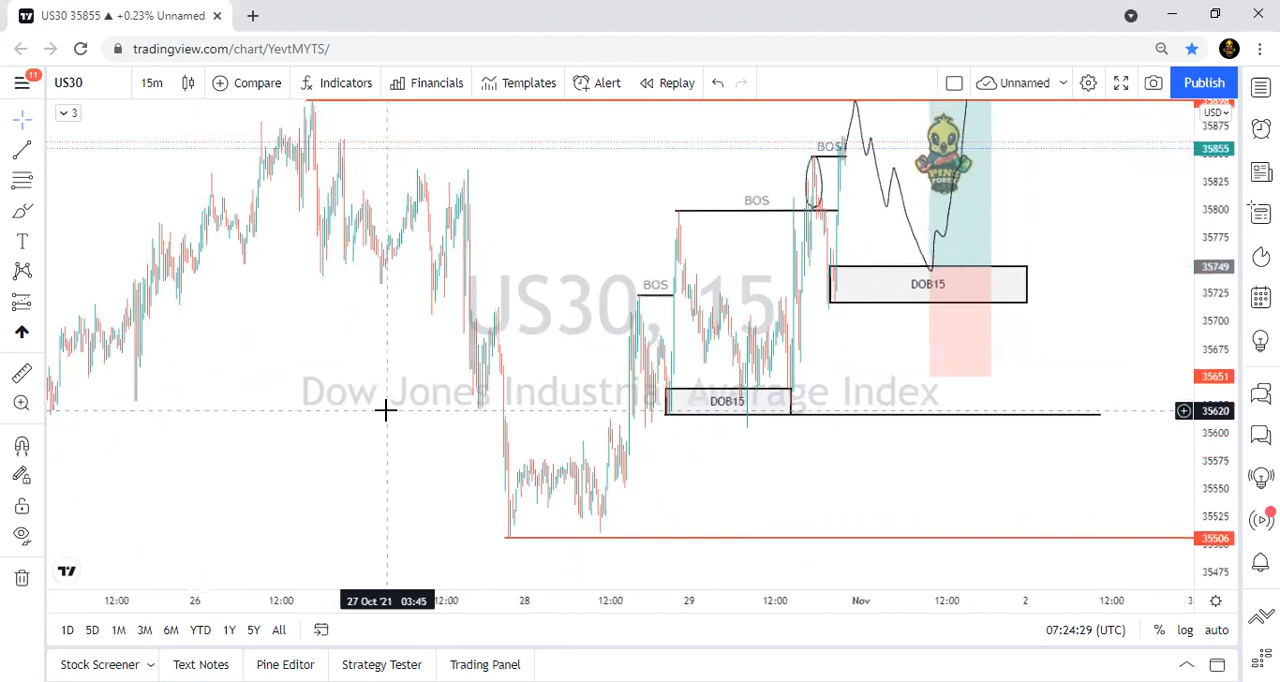 US30 35855 ▲ +0.23% Unnamed
tradingview.com/chart/YevtMYTS/
11
US30
15m
Compare
Indicators
Financials
Templates
Alert
Replay
Unnamed
Publish
3
USD
35875
35855
35825
35800
35775
35749
35725
35700
35675
35651
35620
35600
35575
35550
35525
35506
35475
BOS
BOS
BOS
PIN'S
FOREX
DOB15
DOB15
US30, 15
Dow Jones Industrial Average Index
12:00
26
12:00
27 Oct '21 03:45
12:00
28
12:00
29
12:00
Nov
12:00
2
12:00
1D
5D
1M
3M
6M
YTD
1Y
5Y
All
07:24:29 (UTC)
%
log
auto
Stock Screener
Text Notes
Pine Editor
Strategy Tester
Trading Panel